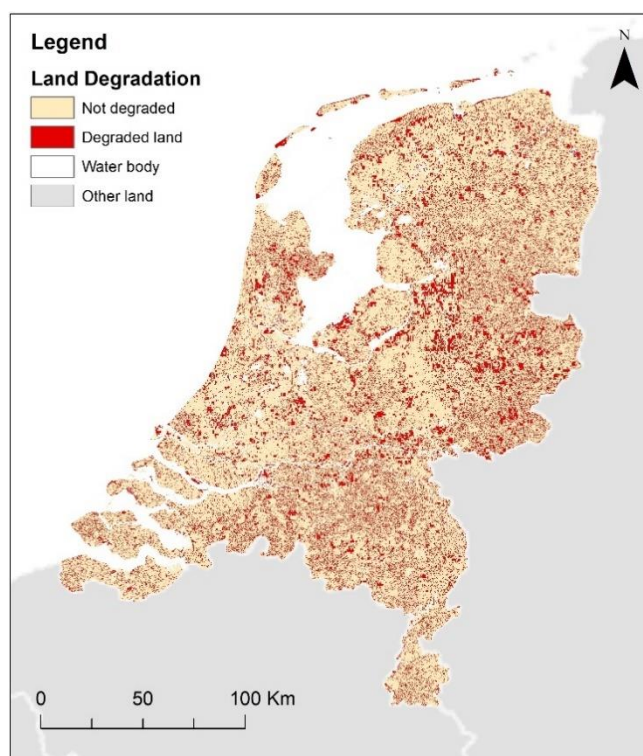 Legend
N
Land Degradation
Not degraded
Degraded land
Water body
Other land
0 50 100 Km